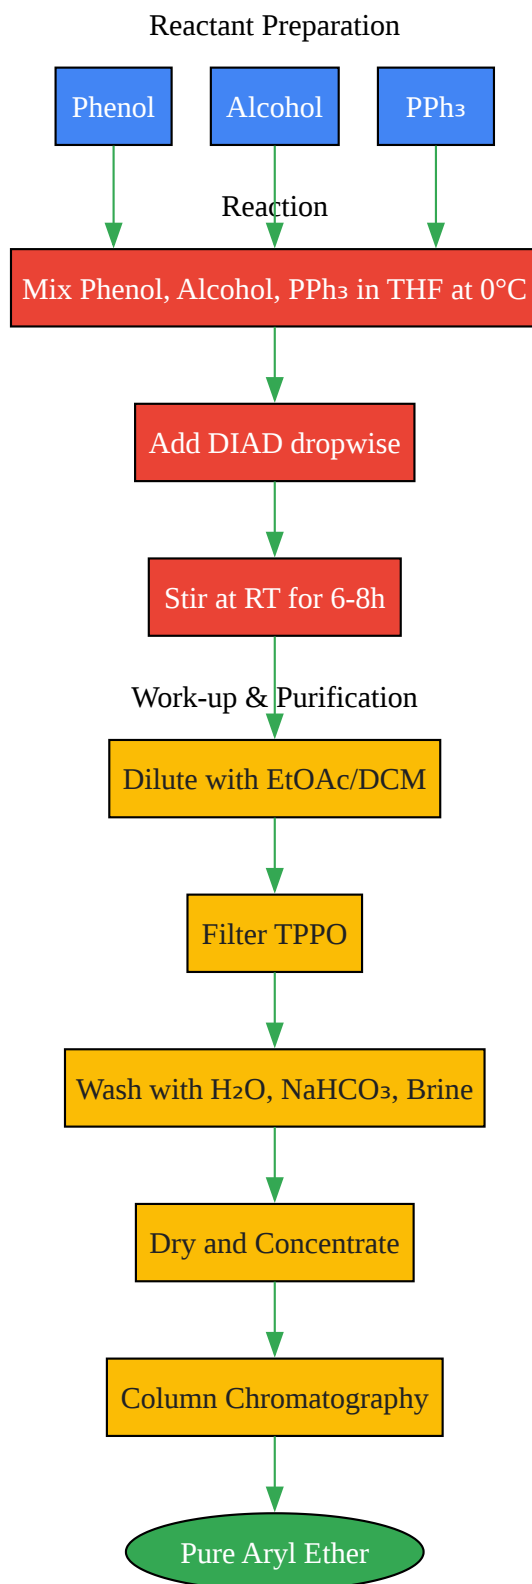 Reactant Preparation
Phenol
Alcohol
PPh₃
Reaction
Mix Phenol, Alcohol, PPh₃ in THF at 0°C
Add DIAD dropwise
Stir at RT for 6-8h
Work-up & Purification
Dilute with EtOAc/DCM
Filter TPPO
Wash with H₂O, NaHCO₃, Brine
Dry and Concentrate
Column Chromatography
Pure Aryl Ether